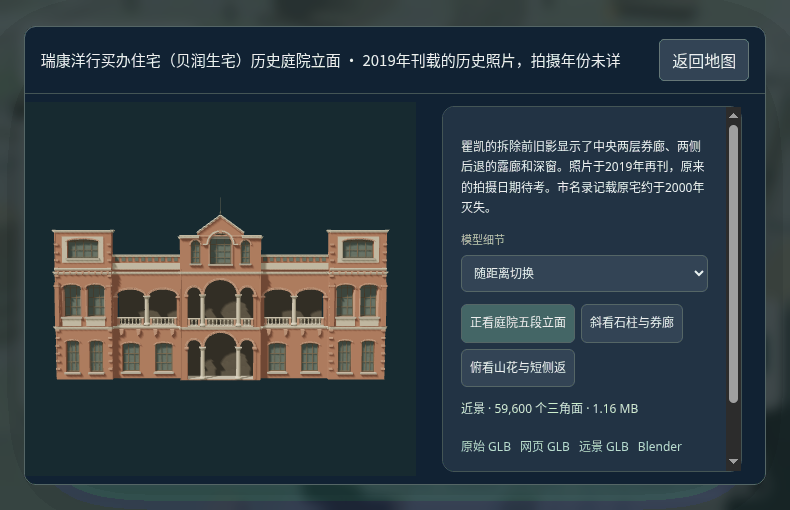 瑞康洋行买办住宅（贝润生宅）历史庭院立面 · 2019年刊载的历史照片，拍摄年份未详
返回地图
瞿凯的拆除前旧影显示了中央两层券廊、两侧
后退的露廊和深窗。照片于2019年再刊，原来
的拍摄日期待考。市名录记载原宅约于2000年
灭失。
模型细节
随距离切换
正看庭院五段立面
斜看石柱与券廊
俯看山花与短侧返
近景 · 59,600 个三角面 · 1.16 MB
原始 GLB 网页 GLB 远景 GLB Blender